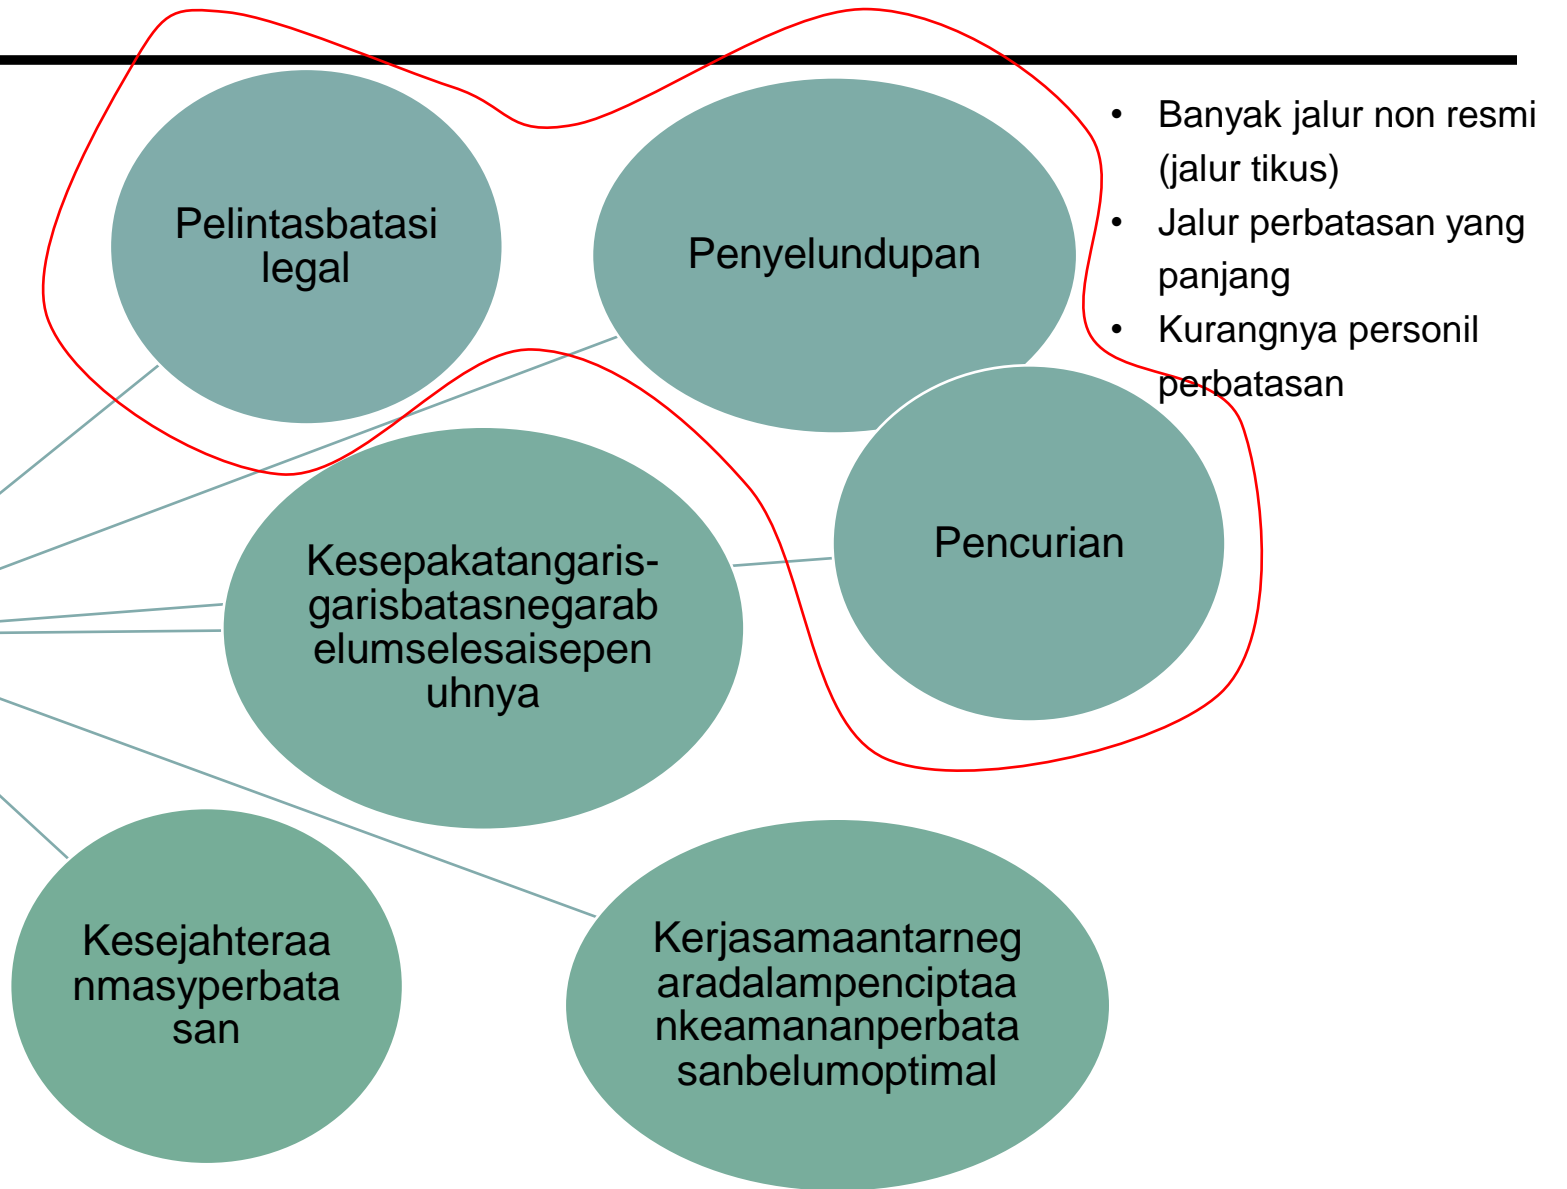 Pelintasbatasi
legal
Penyelundupan
• Banyak jalur non resmi
(jalur tikus)
• Jalur perbatasan yang
panjang
• Kurangnya personil
perbatasan
Kesepakatangaris-
garisbatasnegarab
elumselesaisepen
uhnya
Pencurian
Kesejahteraa
nmasyperbata
san
Kerjasamaantarneg
aradalampenciptaa
nkeamananperbata
sanbelumoptimal